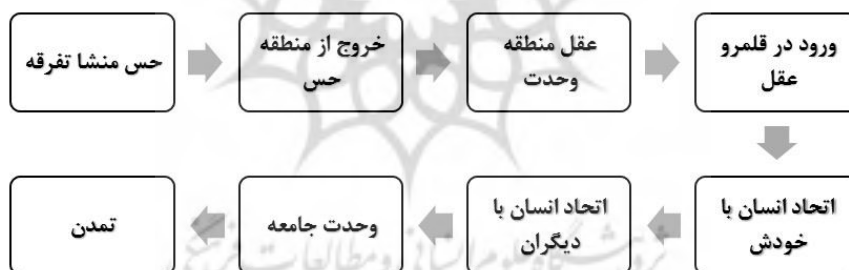 حس منشا تفرقه
خروج از منطقه
حس
عقل منطقه
وحدت
ورود در قلمرو
عقل
اتحاد انسان با
خودش
اتحاد انسان با
دیگران
وحدت جامعه
تمدن